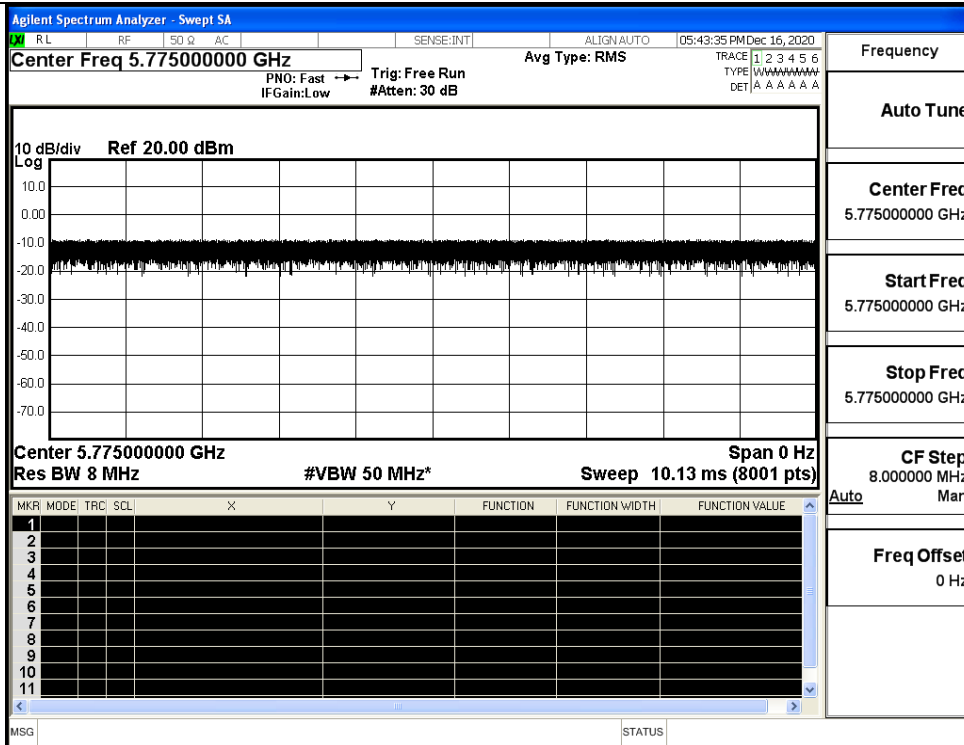 Agilent Spectrum Analyzer - Swept SA
LXI RL RF 50 Ω AC SENSE:INT ALIGN AUTO 05:43:35 PM Dec 16, 2020
Center Freq 5.775000000 GHz
PNO: Fast
IFGain:Low
Trig: Free Run
#Atten: 30 dB
Avg Type: RMS
TRACE 1 2 3 4 5 6
TYPE WWWWWW
DET A A A A A A
10 dB/div Ref 20.00 dBm
Log
10.0
0.00
-10.0
-20.0
-30.0
-40.0
-50.0
-60.0
-70.0
Center 5.775000000 GHz Span 0 Hz
Res BW 8 MHz #VBW 50 MHz* Sweep 10.13 ms (8001 pts)
MKR MODE TRC SCL X Y FUNCTION FUNCTION WIDTH FUNCTION VALUE
1
2
3
4
5
6
7
8
9
10
11
MSG STATUS
Frequency
Auto Tune
Center Freq
5.775000000 GHz
Start Freq
5.775000000 GHz
Stop Freq
5.775000000 GHz
CF Step
8.000000 MHz
Auto Man
Freq Offset
0 Hz